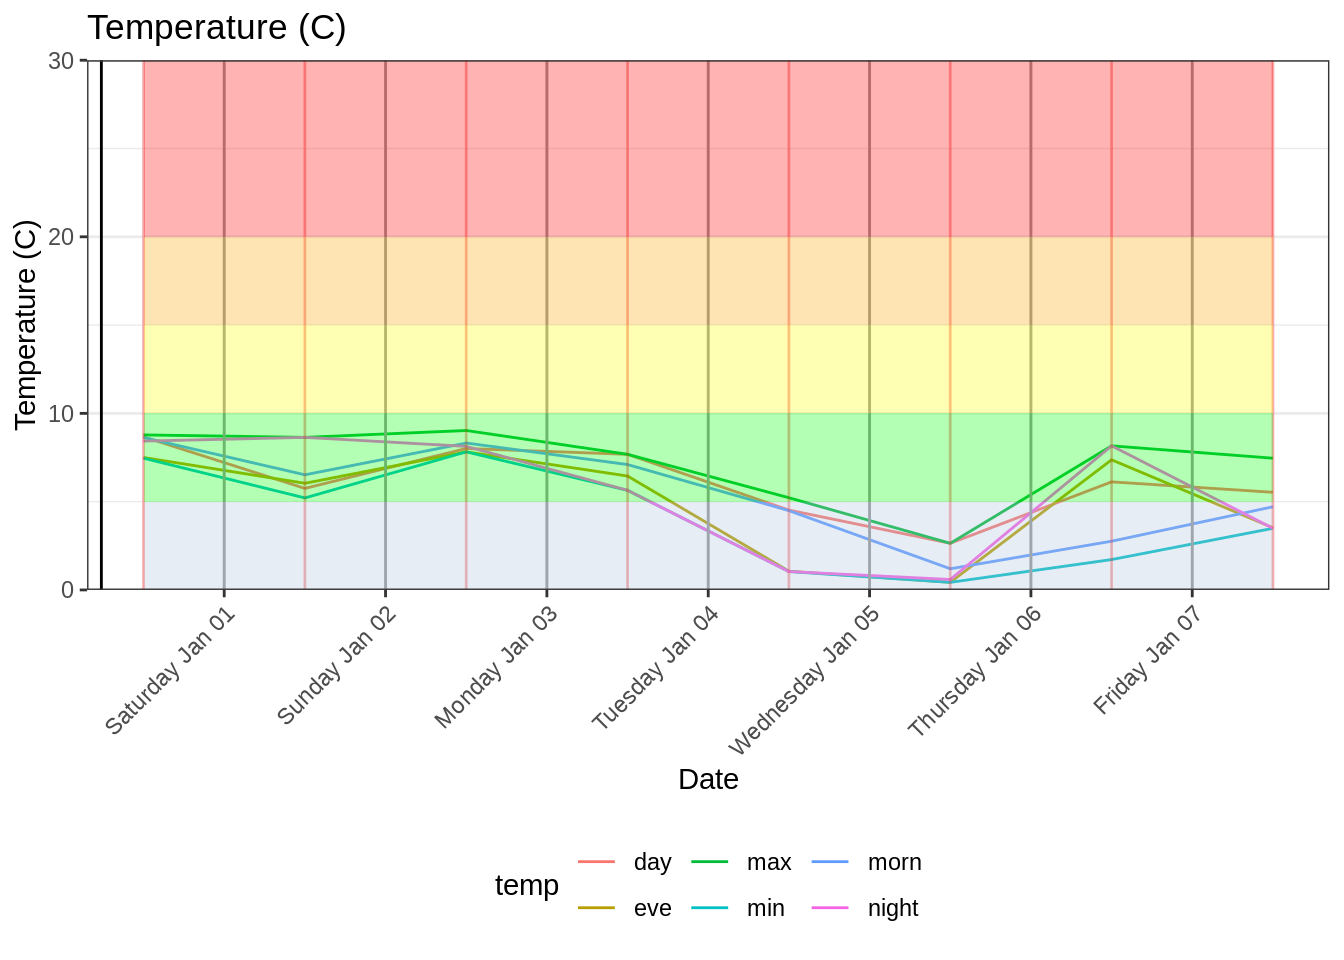 Temperature (C)
30
20
10
0
Temperature (C)
Saturday Jan 01
Sunday Jan 02
Monday Jan 03
Tuesday Jan 04
Wednesday Jan 05
Thursday Jan 06
Friday Jan 07
Date
temp
day
max
morn
eve
min
night